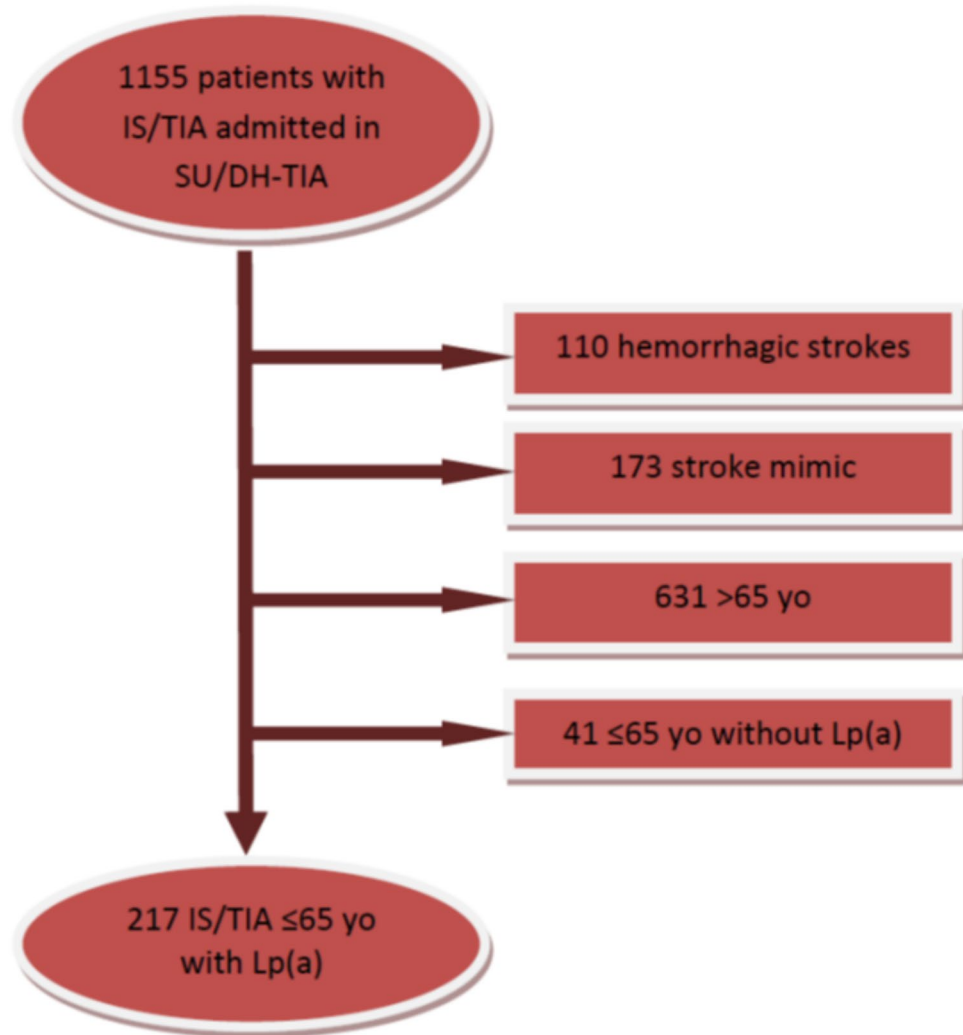 1155 patients with
IS/TIA admitted in
SU/DH-TIA
110 hemorrhagic strokes
173 stroke mimic
631 >65 yo
41 ≤65 yo without Lp(a)
217 IS/TIA ≤65 yo
with Lp(a)